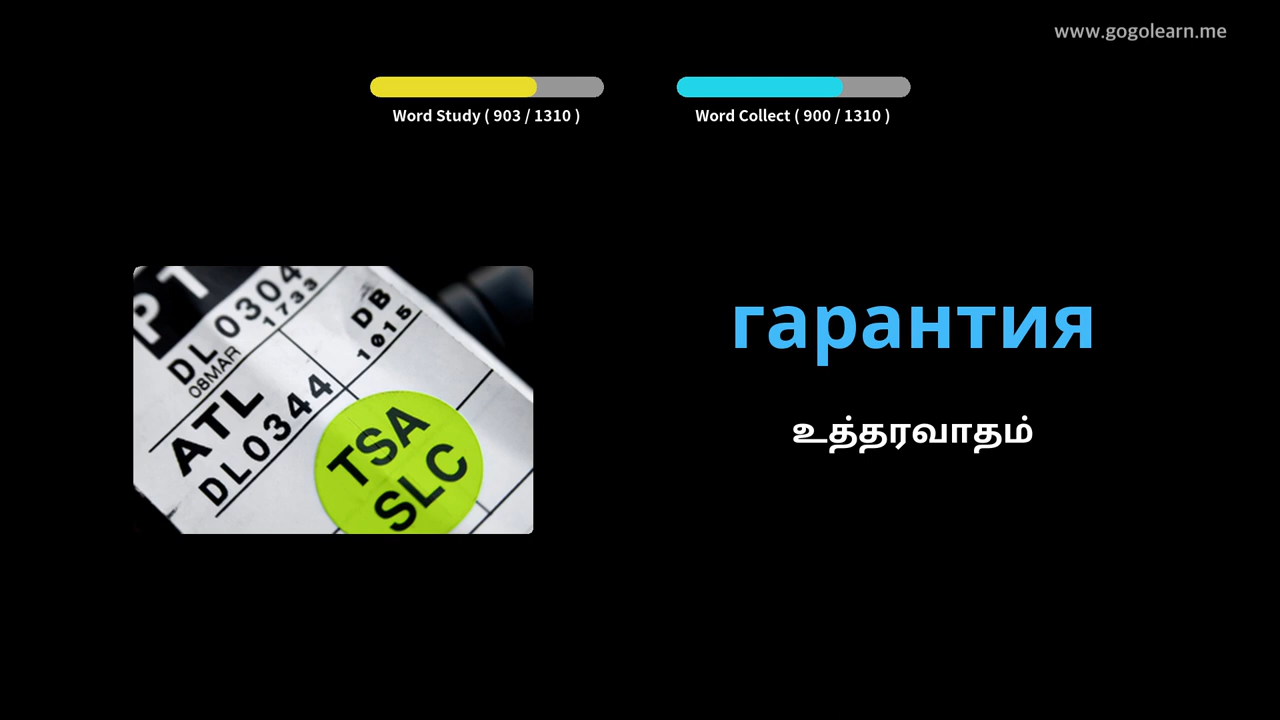 www.gogolearn.me
Word Study ( 903 / 1310 )
Word Collect ( 900 / 1310 )
P1
DL0304
1733
08MAR
DB
1015
ATL
DL0344
TSA
SLC
гарантия
உத்தரவாதம்